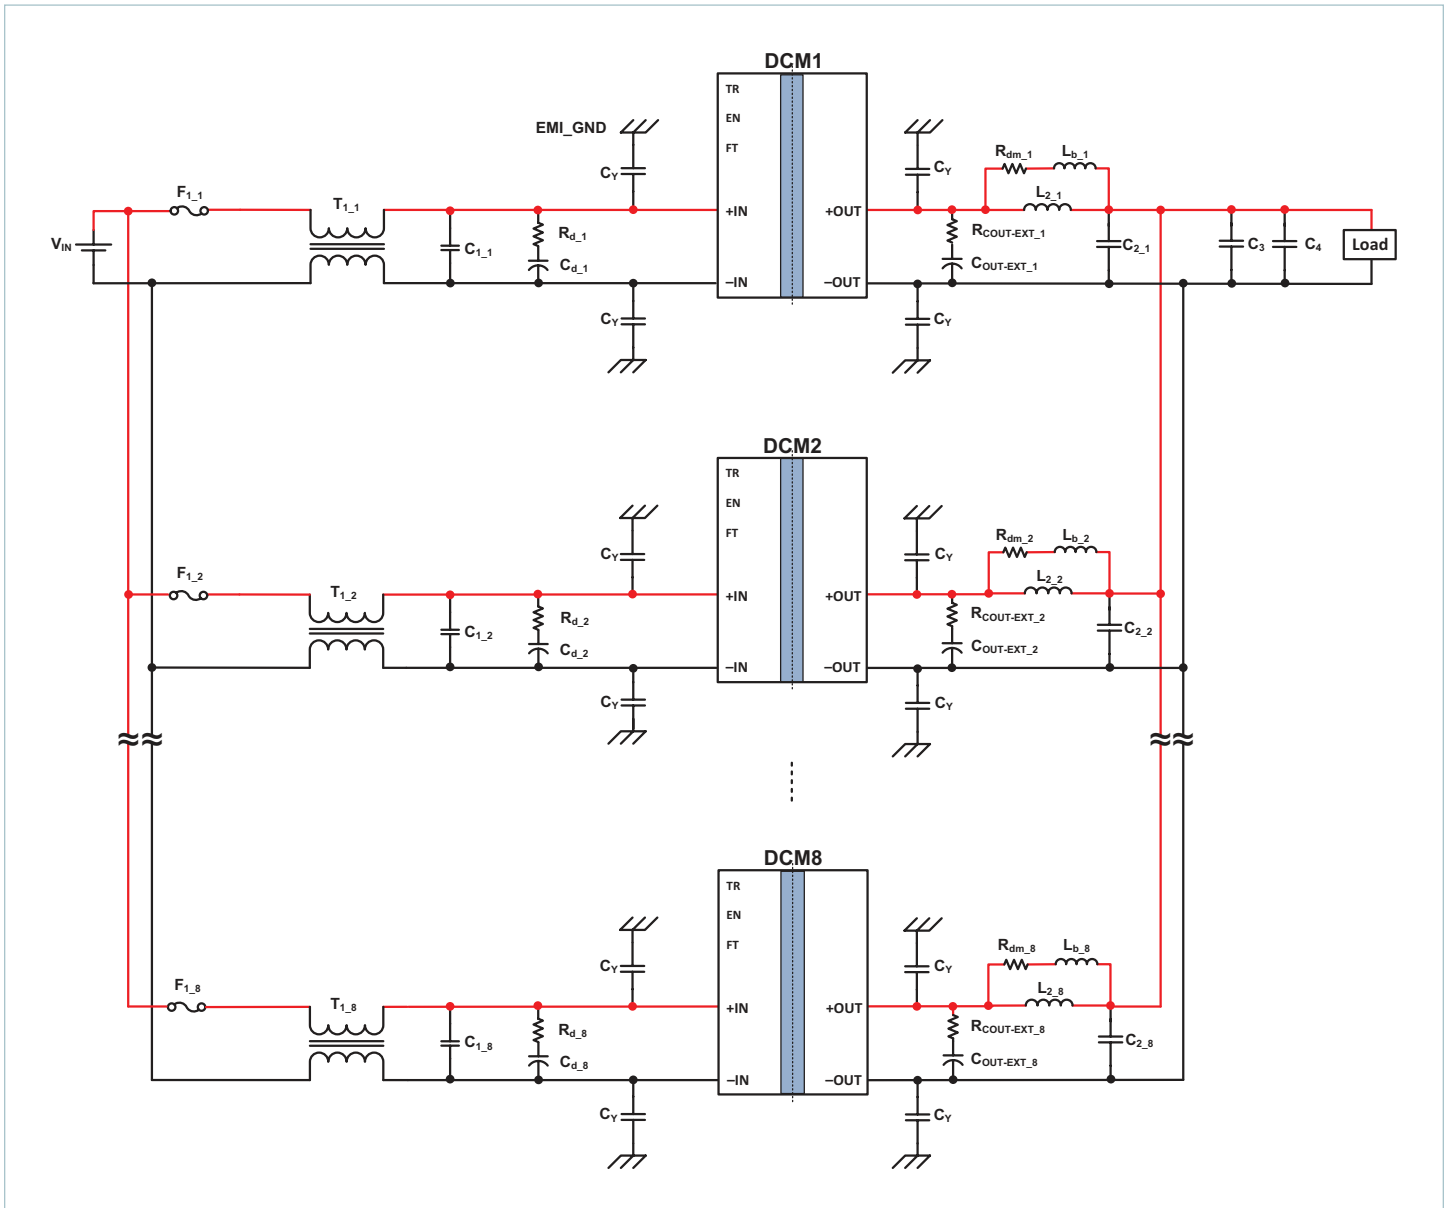 DCM1
TR
EN
FT
+IN
–IN
+OUT
–OUT
EMI_GND
CY
CY
CY
CY
F1_1
T1_1
VIN
C1_1
Rd_1
Cd_1
Rdm_1
Lb_1
L2_1
RCOUT-EXT_1
COUT-EXT_1
C2_1
C3
C4
Load
DCM2
TR
EN
FT
+IN
–IN
+OUT
–OUT
CY
CY
CY
CY
F1_2
T1_2
C1_2
Rd_2
Cd_2
Rdm_2
Lb_2
L2_2
RCOUT-EXT_2
COUT-EXT_2
C2_2
DCM8
TR
EN
FT
+IN
–IN
+OUT
–OUT
CY
CY
CY
CY
F1_8
T1_8
C1_8
Rd_8
Cd_8
Rdm_8
Lb_8
L2_8
RCOUT-EXT_8
COUT-EXT_8
C2_8